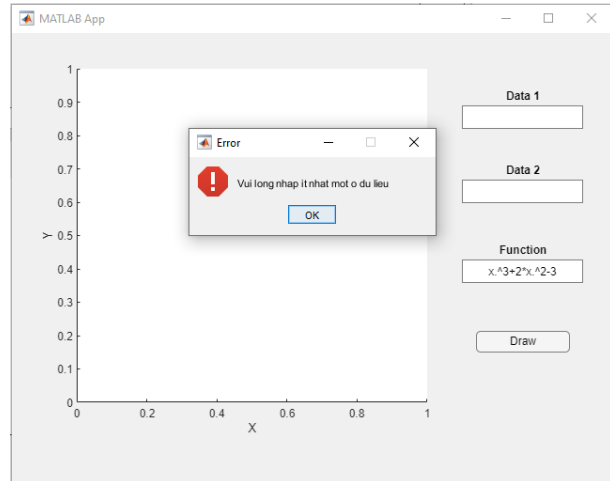 MATLAB App
1
0.9
0.8
0.7
0.6
0.5
0.4
0.3
0.2
0.1
0
Y
0 0.2 0.4 0.6 0.8 1
X
Error
Vui long nhap it nhat mot o du lieu
OK
Data 1
Data 2
Function
x.^3+2*x.^2-3
Draw